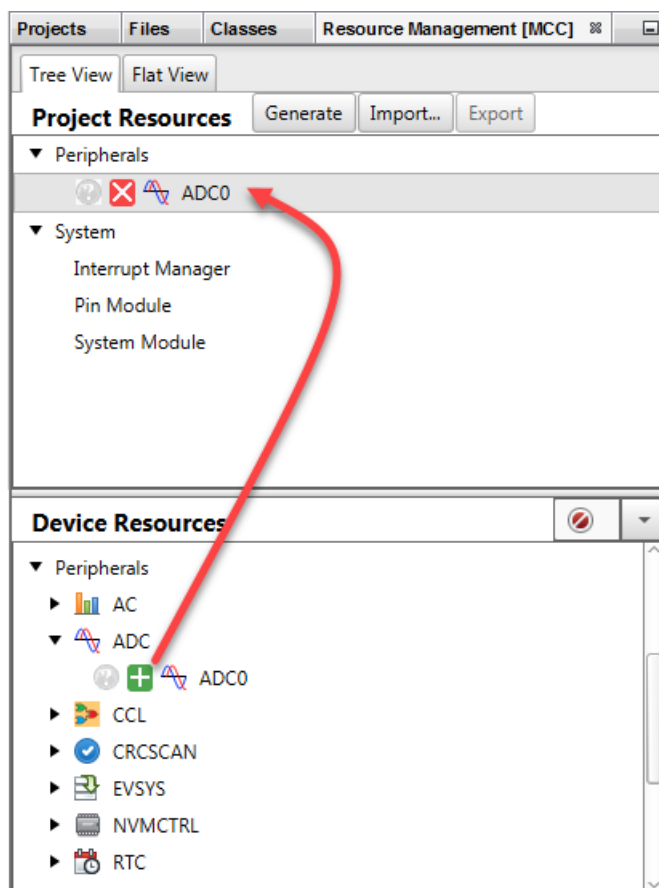 Projects Files Classes Resource Management [MCC]
Tree View Flat View
Project Resources Generate Import... Export
Peripherals
ADC0
System
Interrupt Manager
Pin Module
System Module
Device Resources
Peripherals
AC
ADC
ADC0
CCL
CRCSCAN
EVSYS
NVMCTRL
RTC